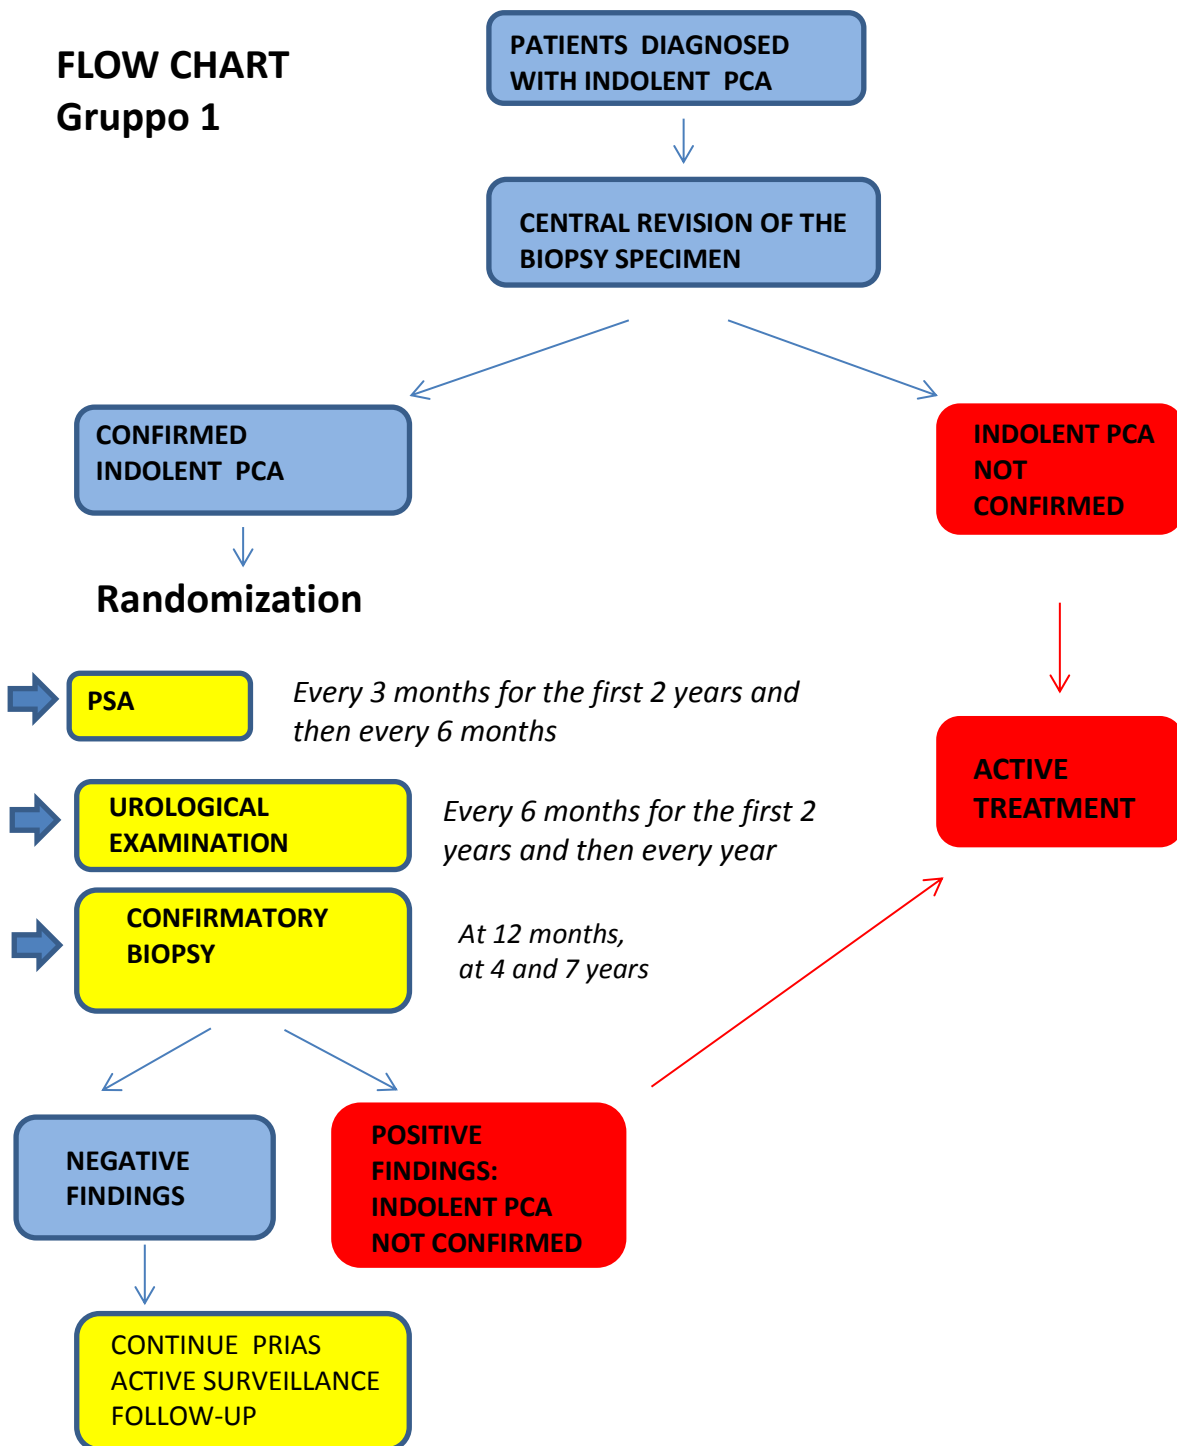 FLOW CHART
Gruppo 1
PATIENTS DIAGNOSED
WITH INDOLENT PCA
CENTRAL REVISION OF THE
BIOPSY SPECIMEN
CONFIRMED
INDOLENT PCA
INDOLENT PCA
NOT
CONFIRMED
Randomization
PSA
Every 3 months for the first 2 years and
then every 6 months
UROLOGICAL
EXAMINATION
Every 6 months for the first 2
years and then every year
ACTIVE
TREATMENT
CONFIRMATORY
BIOPSY
At 12 months,
at 4 and 7 years
NEGATIVE
FINDINGS
POSITIVE
FINDINGS:
INDOLENT PCA
NOT CONFIRMED
CONTINUE PRIAS
ACTIVE SURVEILLANCE
FOLLOW-UP